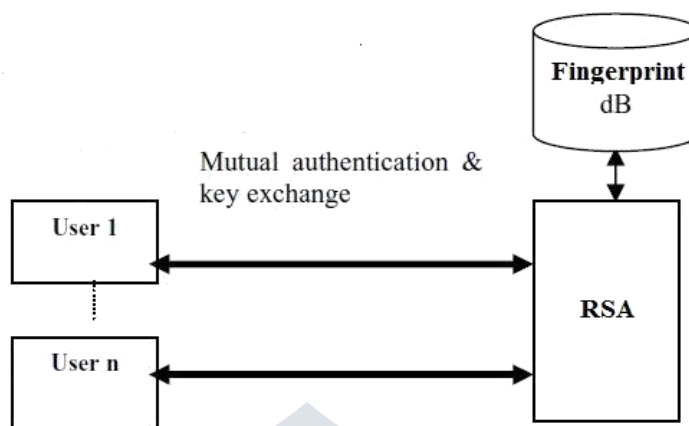 Fingerprint
dB
Mutual authentication &
key exchange
User 1
RSA
User n